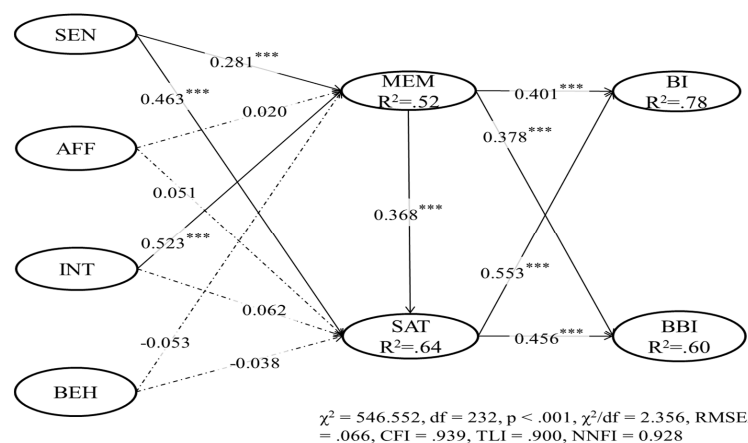 SEN
0.281***
MEM
R²=.52
0.401***
BI
R²=.78
0.463***
0.020
0.378***
AFF
0.051
0.368***
0.523***
INT
0.062
0.553***
-0.053
SAT
R²=.64
0.456***
BBI
R²=.60
-0.038
BEH
χ² = 546.552, df = 232, p < .001, χ²/df = 2.356, RMSE
= .066, CFI = .939, TLI = .900, NNFI = 0.928